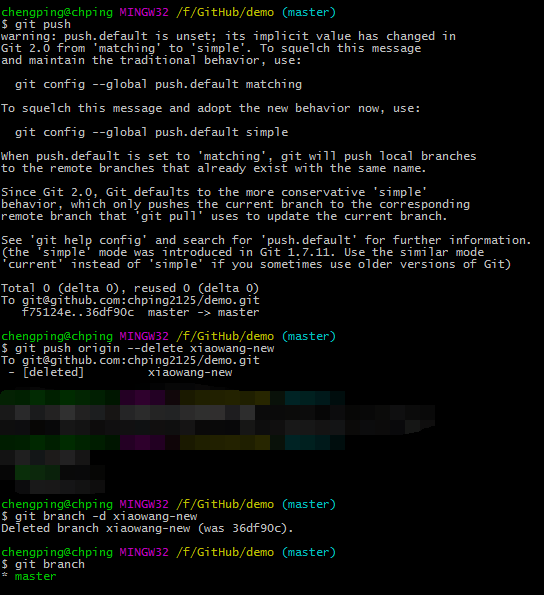 chengping@chping MINGW32 /f/GitHub/demo (master)
$ git push
warning: push.default is unset; its implicit value has changed in
Git 2.0 from 'matching' to 'simple'. To squelch this message
and maintain the traditional behavior, use:
git config --global push.default matching
To squelch this message and adopt the new behavior now, use:
git config --global push.default simple
When push.default is set to 'matching', git will push local branches
to the remote branches that already exist with the same name.
Since Git 2.0, Git defaults to the more conservative 'simple'
behavior, which only pushes the current branch to the corresponding
remote branch that 'git pull' uses to update the current branch.
See 'git help config' and search for 'push.default' for further information.
(the 'simple' mode was introduced in Git 1.7.11. Use the similar mode
'current' instead of 'simple' if you sometimes use older versions of Git)
Total 0 (delta 0), reused 0 (delta 0)
To git@github.com:chping2125/demo.git
f75124e..36df90c  master -> master
chengping@chping MINGW32 /f/GitHub/demo (master)
$ git push origin --delete xiaowang-new
To git@github.com:chping2125/demo.git
- [deleted]         xiaowang-new
chengping@chping MINGW32 /f/GitHub/demo (master)
$ git branch -d xiaowang-new
Deleted branch xiaowang-new (was 36df90c).
chengping@chping MINGW32 /f/GitHub/demo (master)
$ git branch
* master